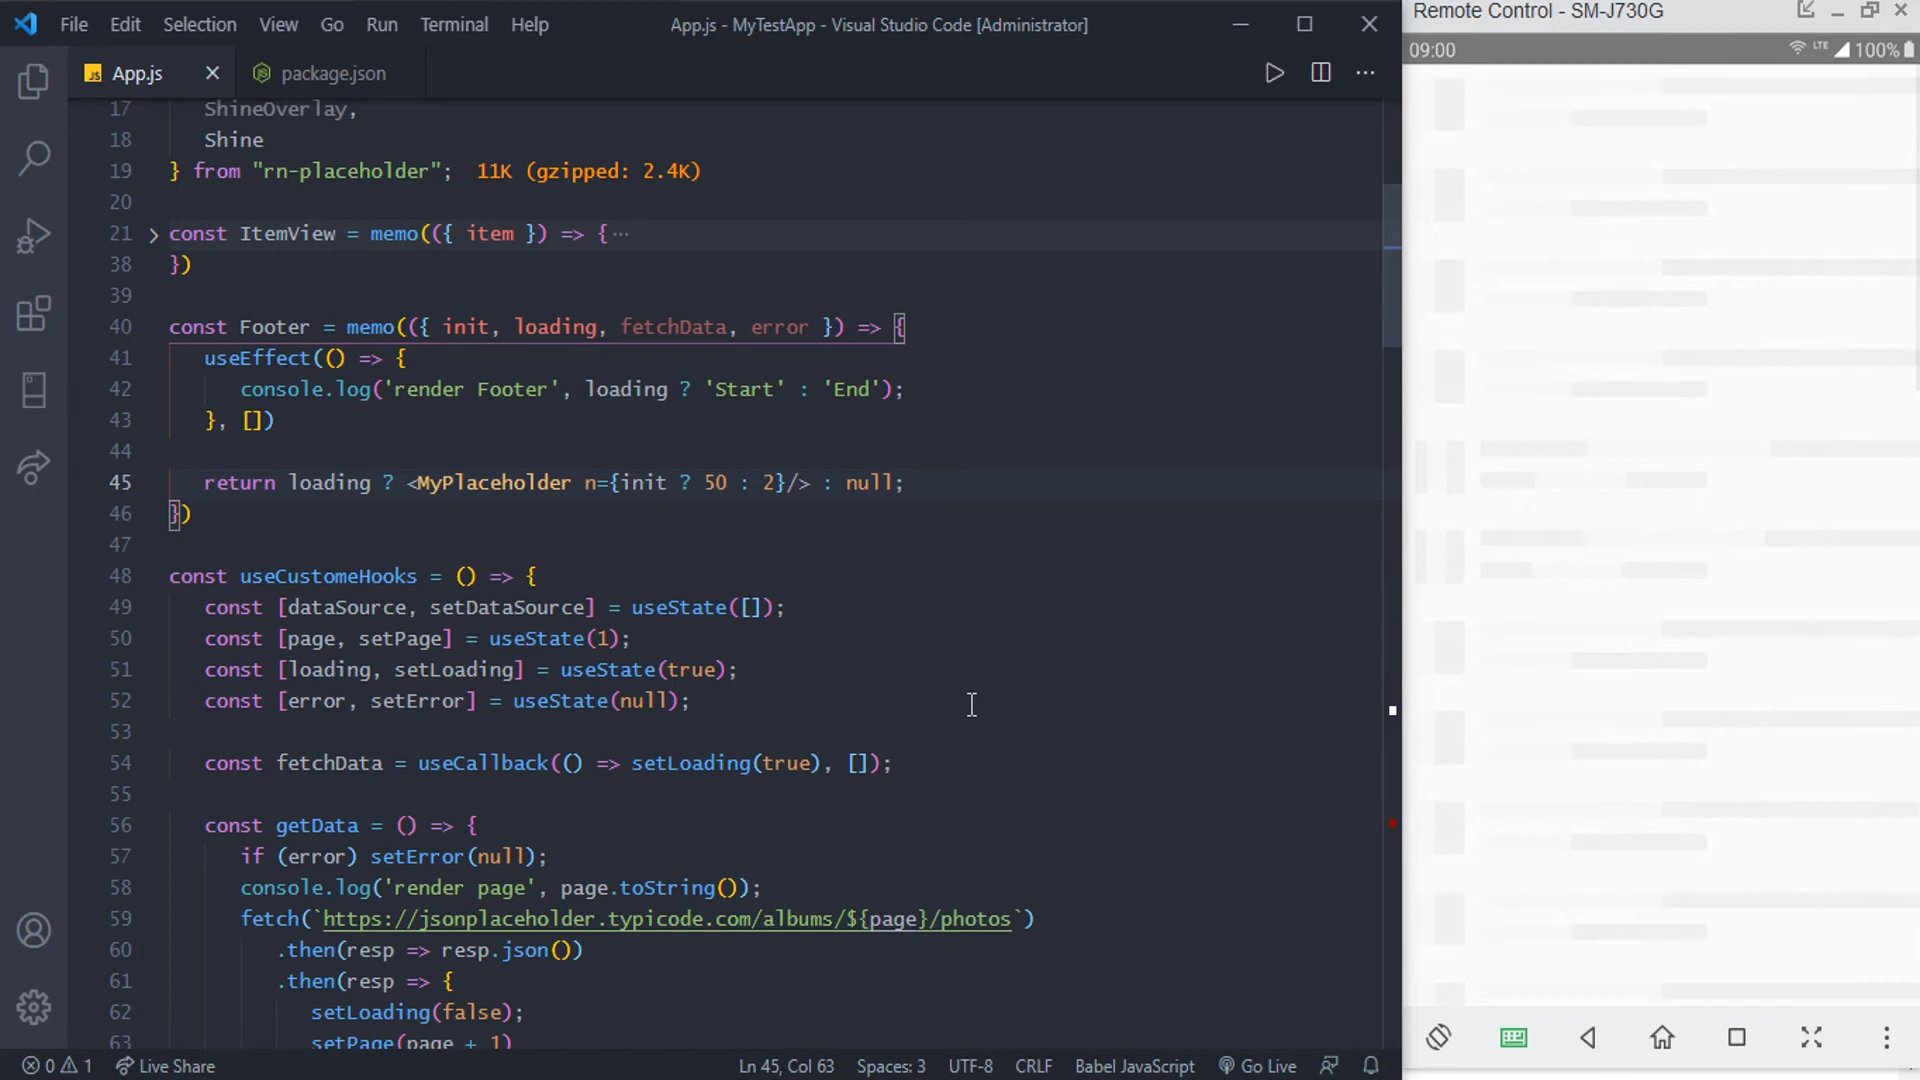 File Edit Selection View Go Run Terminal Help App.js - MyTestApp - Visual Studio Code [Administrator]
Remote Control - SM-J730G
App.js package.json
09:00 LTE 100%
17 ShineOverlay,
18 Shine
19 } from "rn-placeholder"; 11K (gzipped: 2.4K)
20
21 const ItemView = memo(({ item }) => { ···
38 })
39
40 const Footer = memo(({ init, loading, fetchData, error }) => {
41 useEffect(() => {
42 console.log('render Footer', loading ? 'Start' : 'End');
43 }, [])
44
45 return loading ? <MyPlaceholder n={init ? 50 : 2}/> : null;
46 })
47
48 const useCustomeHooks = () => {
49 const [dataSource, setDataSource] = useState([]);
50 const [page, setPage] = useState(1);
51 const [loading, setLoading] = useState(true);
52 const [error, setError] = useState(null);
53
54 const fetchData = useCallback(() => setLoading(true), []);
55
56 const getData = () => {
57 if (error) setError(null);
58 console.log('render page', page.toString());
59 fetch(`https://jsonplaceholder.typicode.com/albums/${page}/photos`)
60 .then(resp => resp.json())
61 .then(resp => {
62 setLoading(false);
63 setPage(page + 1)
0 1 Live Share Ln 45, Col 63 Spaces: 3 UTF-8 CRLF Babel JavaScript Go Live